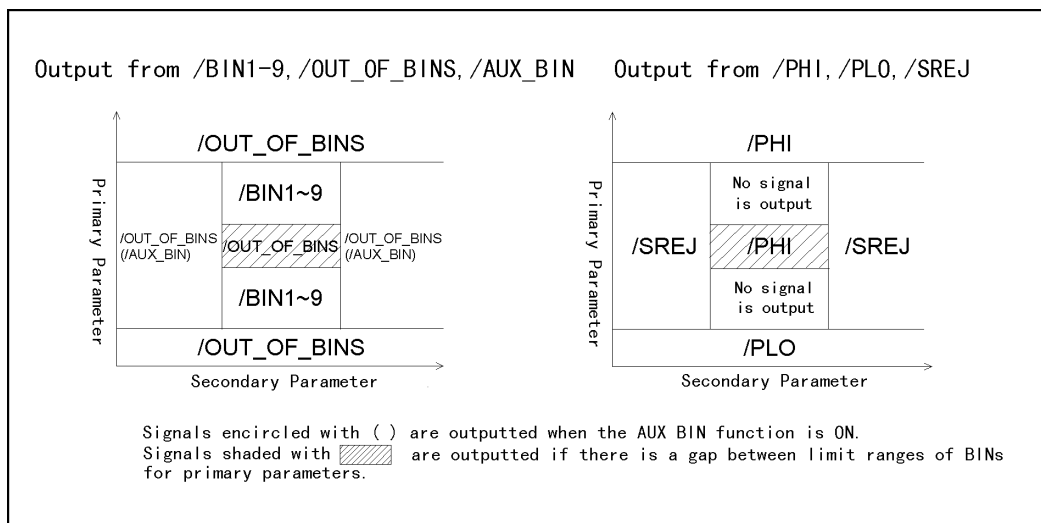 Output from /BIN1-9, /OUT_OF_BINS, /AUX_BIN
Output from /PHI, /PLO, /SREJ
Primary Parameter
/OUT_OF_BINS
/BIN1~9
/OUT_OF_BINS
(/AUX_BIN)
/OUT_OF_BINS
/OUT_OF_BINS
(/AUX_BIN)
/BIN1~9
/OUT_OF_BINS
Secondary Parameter
Primary Parameter
/PHI
No signal
is output
/SREJ
/PHI
/SREJ
No signal
is output
/PLO
Secondary Parameter
Signals encircled with ( ) are outputted when the AUX BIN function is ON.
Signals shaded with are outputted if there is a gap between limit ranges of BINs
for primary parameters.